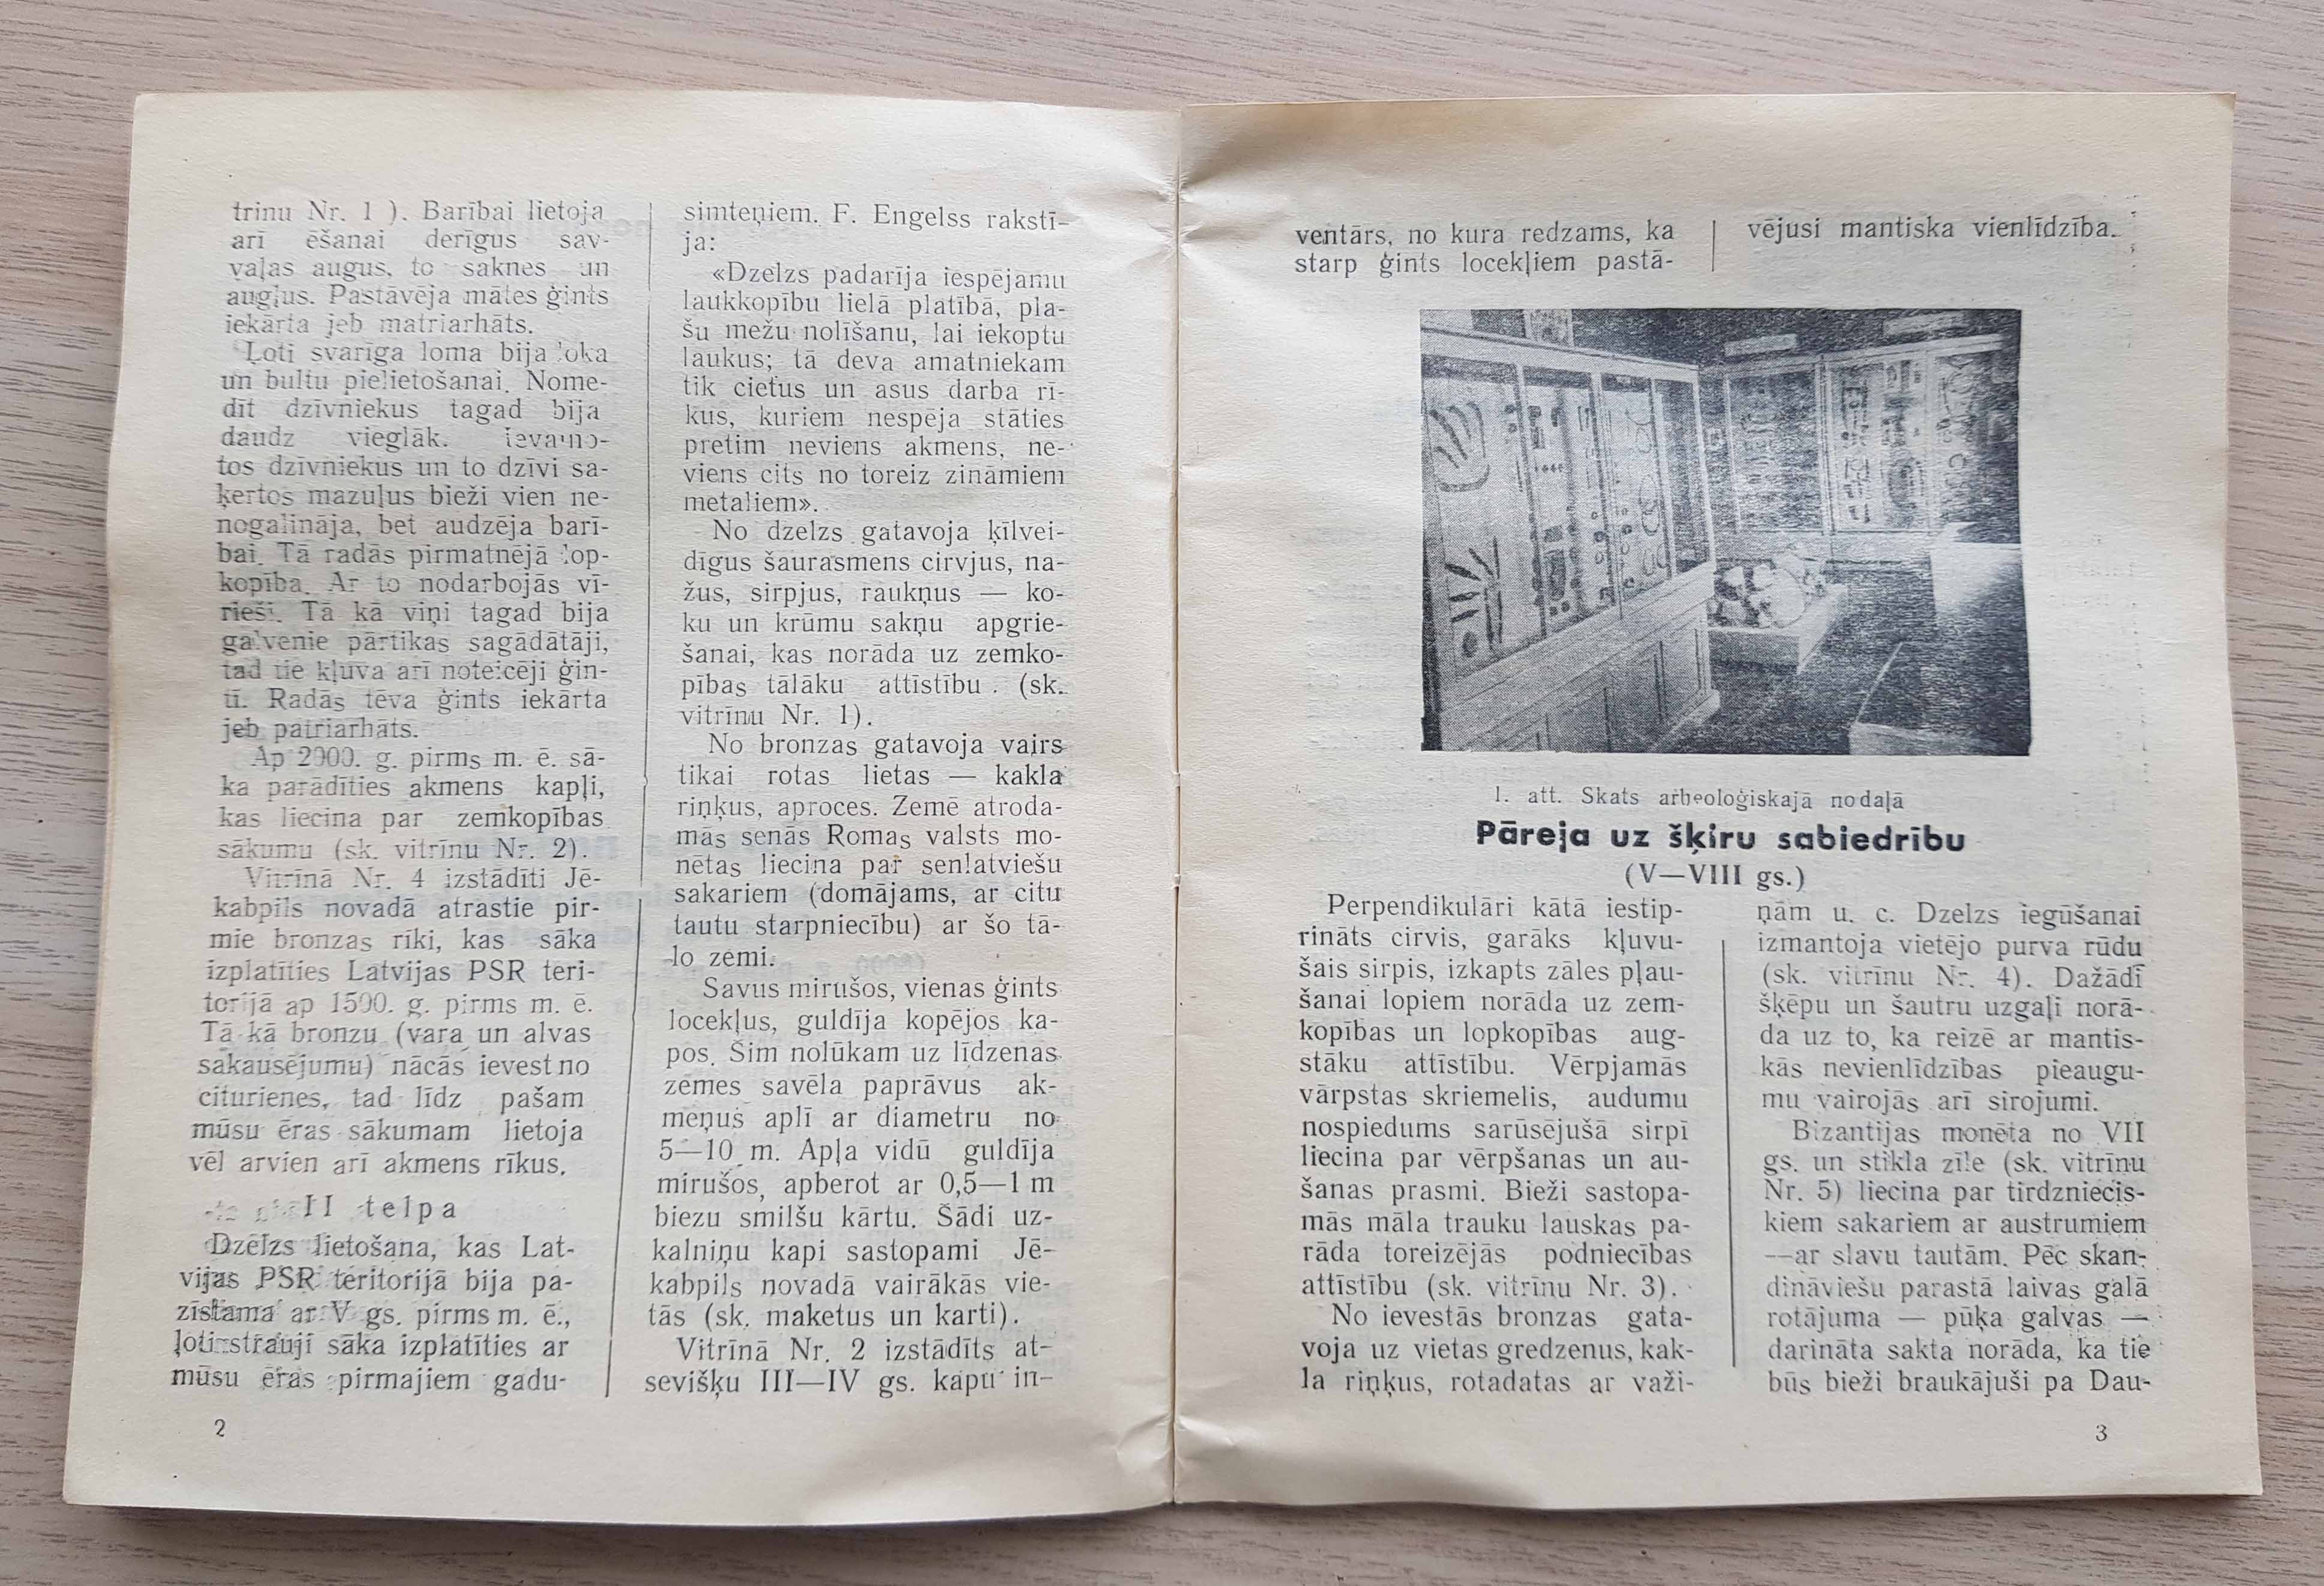 trinu Nr. 1 ). Barībai lietoja
arī ēšanai derīgus sav-
vaļas augus, to saknes un
augļus. Pastāvēja mātes ģints
iekārta jeb matriarhāts.
Ļoti svarīga loma bija loka
un bultu pielietošanai. Nome-
dīt dzīvniekus tagad bija
daudz vieglāk. Ievaino-
tos dzīvniekus un to dzīvi sa-
ķertos mazuļus bieži vien ne-
nogalināja, bet audzēja barī-
bai. Tā radās pirmatnējā lop-
kopība. Ar to nodarbojās vī-
rieši. Tā kā viņi tagad bija
galvenie pārtikas sagādātāji,
tad tie kļuva arī noteicēji ģin-
tī. Radās tēva ģints iekārta
jeb patriarhāts.
Ap 2000. g. pirms m. ē. sā-
ka parādīties akmens kapļi,
kas liecina par zemkopības
sākumu (sk. vitrīnu Nr. 2).
Vitrīnā Nr. 4 izstādīti Jē-
kabpils novadā atrastie pir-
mie bronzas rīki, kas sāka
izplatīties Latvijas PSR teri-
torijā ap 1500. g. pirms m. ē.
Tā kā bronzu (vara un alvas
sakausējumu) nācās ievest no
citurienes, tad līdz pašam
mūsu ēras sākumam lietoja
vēl arvien arī akmens rīkus.
II telpa
Dzelzs lietošana, kas Lat-
vijas PSR teritorijā bija pa-
zīstama ar V gs. pirms m. ē.,
ļoti strauji sāka izplatīties ar
mūsu ēras pirmajiem gadu-
2
simteņiem. F. Engelss rakstī-
ja:
«Dzelzs padarīja iespējamu
laukkopību lielā platībā, pla-
šu mežu nolīšanu, lai iekoptu
laukus; tā deva amatniekam
tik cietus un asus darba rī-
kus, kuriem nespēja stāties
pretim neviens akmens, ne-
viens cits no toreiz zināmiem
metaliem».
No dzelzs gatavoja ķīlvei-
dīgus šaurasmens cirvjus, na-
žus, sirpjus, raukņus — ko-
ku un krūmu sakņu apgrie-
šanai, kas norāda uz zemko-
pības tālāku attīstību . (sk.
vitrīnu Nr. 1).
No bronzas gatavoja vairs
tikai rotas lietas — kakla
riņķus, aproces. Zemē atroda-
mās senās Romas valsts mo-
nētas liecina par senlatviešu
sakariem (domājams, ar citu
tautu starpniecību) ar šo tā-
lo zemi.
Savus mirušos, vienas ģints
locekļus, guldīja kopējos ka-
pos. Šim nolūkam uz līdzenas
zemes savēla paprāvus ak-
meņus aplī ar diametru no
5—10 m. Apļa vidū guldīja
mirušos, apberot ar 0,5—1 m
biezu smilšu kārtu. Šādi uz-
kalniņu kapi sastopami Jē-
kabpils novadā vairākās vie-
tās (sk. maketus un karti).
Vitrīnā Nr. 2 izstādīts at-
sevišķu III—IV gs. kapu in-
ventārs, no kura redzams, ka
starp ģints locekļiem pastā-
vējusi mantiska vienlīdzība.
1. att. Skats arheoloģiskajā nodaļā
Pāreja uz šķiru sabiedrību
(V—VIII gs.)
Perpendikulāri kātā iestip-
rināts cirvis, garāks kļuvu-
šais sirpis, izkapts zāles pļau-
šanai lopiem norāda uz zem-
kopības un lopkopības aug-
stāku attīstību. Vērpjamās
vārpstas skriemelis, audumu
nospiedums sarūsējušā sirpī
liecina par vērpšanas un au-
šanas prasmi. Bieži sastopa-
mās māla trauku lauskas pa-
rāda toreizējās podniecības
attīstību (sk. vitrīnu Nr. 3).
No ievestās bronzas gata-
voja uz vietas gredzenus, kak-
la riņķus, rotadatas ar važi-
ņām u. c. Dzelzs iegūšanai
izmantoja vietējo purva rūdu
(sk. vitrīnu Nr. 4). Dažādi
šķēpu un šautru uzgaļi norā-
da uz to, ka reizē ar mantis-
kās nevienlīdzības pieaugu-
mu vairojās arī sirojumi.
Bizantijas monēta no VII
gs. un stikla zīle (sk. vitrīnu
Nr. 5) liecina par tirdzniecis-
kiem sakariem ar austrumiem
—ar slavu tautām. Pēc skan-
dināviešu parastā laivas galā
rotājuma — pūķa galvas —
darināta sakta norāda, ka tie
būs bieži braukājuši pa Dau-
3